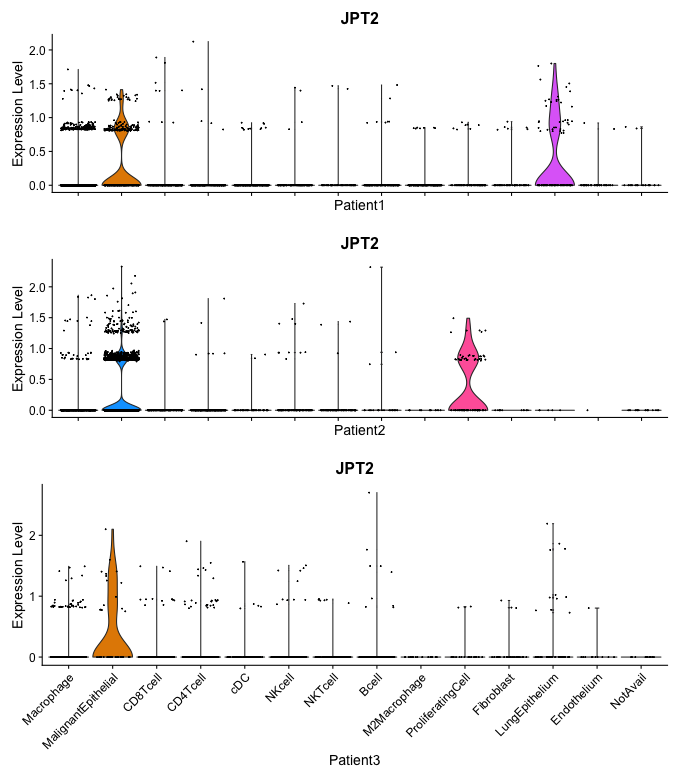 JPT2
Expression Level
2.0
1.5
1.0
0.5
0.0
Patient1
JPT2
Expression Level
2.0
1.5
1.0
0.5
0.0
Patient2
JPT2
Expression Level
2
1
0
Macrophage
MalignantEpithelial
CD8Tcell
CD4Tcell
cDC
NKcell
NKTcell
Bcell
M2Macrophage
ProliferatingCell
Fibroblast
LungEpithelium
Endothelium
NotAvail
Patient3